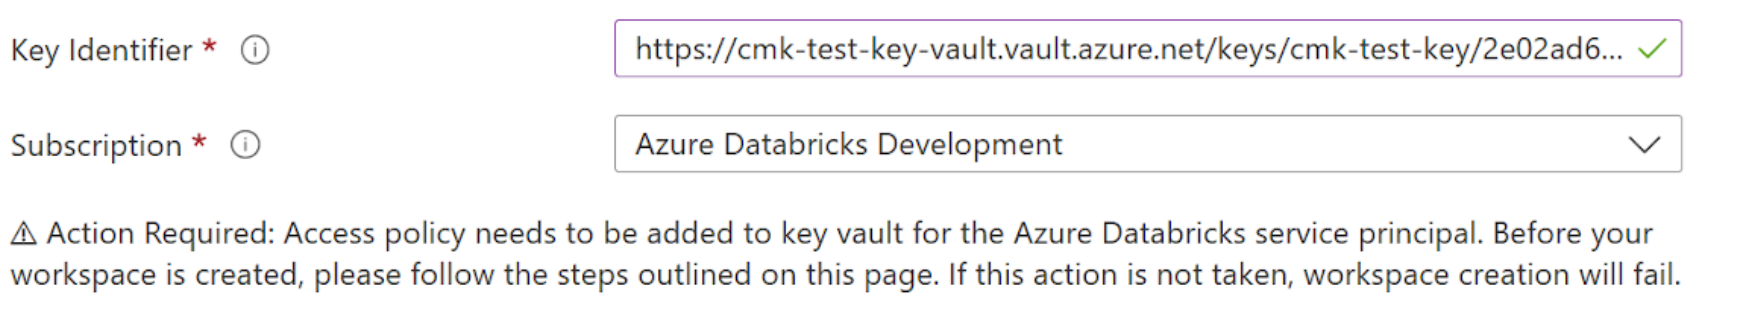 Key Identifier *
https://cmk-test-key-vault.vault.azure.net/keys/cmk-test-key/2e02ad6...
Subscription *
Azure Databricks Development
⚠ Action Required: Access policy needs to be added to key vault for the Azure Databricks service principal. Before your
workspace is created, please follow the steps outlined on this page. If this action is not taken, workspace creation will fail.